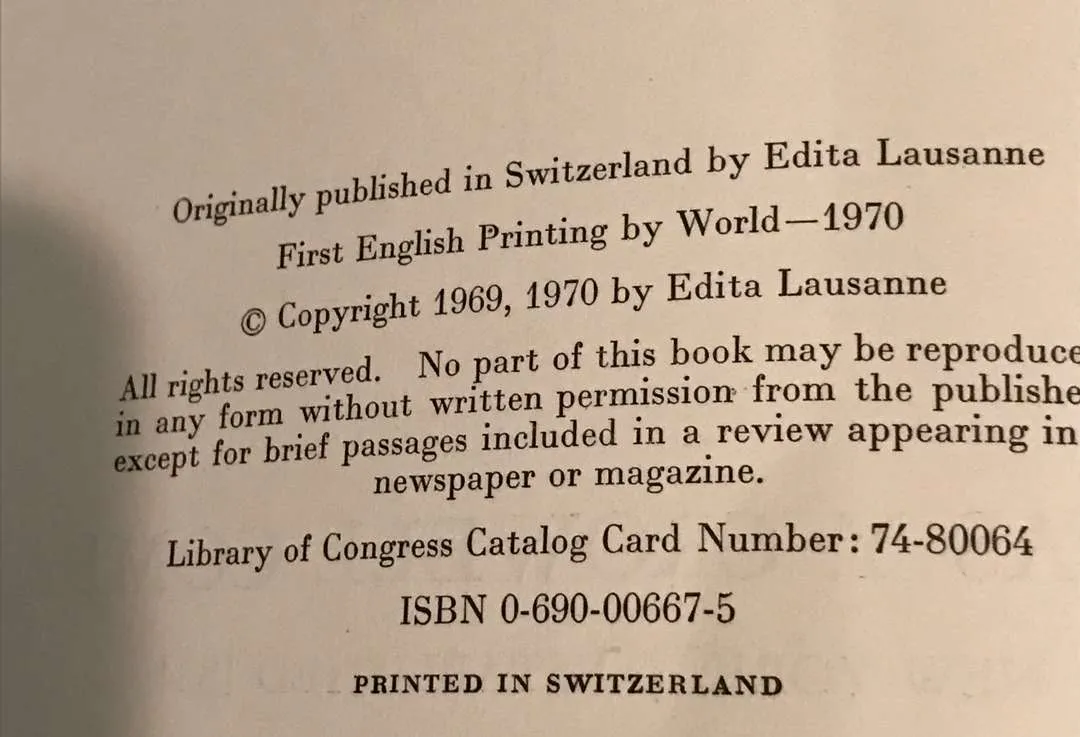 Originally published in Switzerland by Edita Lausanne
First English Printing by World—1970
© Copyright 1969, 1970 by Edita Lausanne
All rights reserved. No part of this book may be reproduce
in any form without written permission from the publishe
except for brief passages included in a review appearing in
newspaper or magazine.
Library of Congress Catalog Card Number: 74-80064
ISBN 0-690-00667-5
PRINTED IN SWITZERLAND